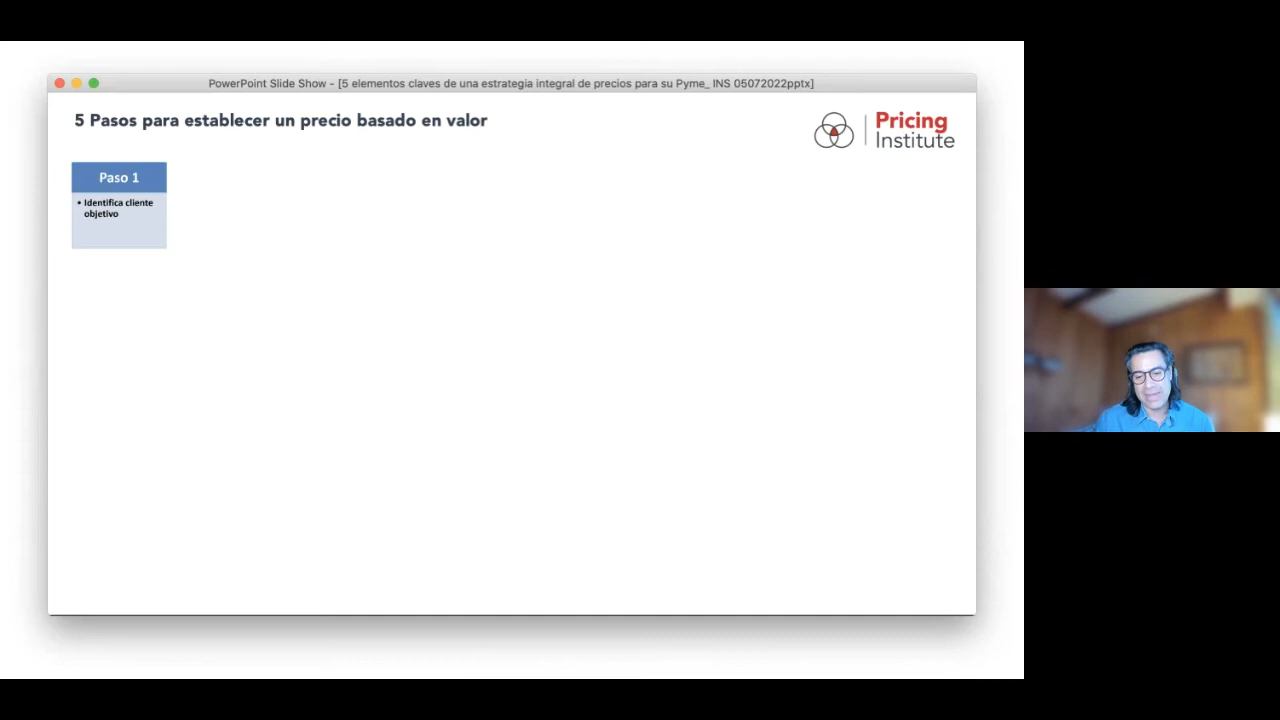 PowerPoint Slide Show - [5 elementos claves de una estrategia integral de precios para su Pyme_ INS 05072022pptx]
5 Pasos para establecer un precio basado en valor
Pricing
Institute
Paso 1
• Identifica cliente
objetivo